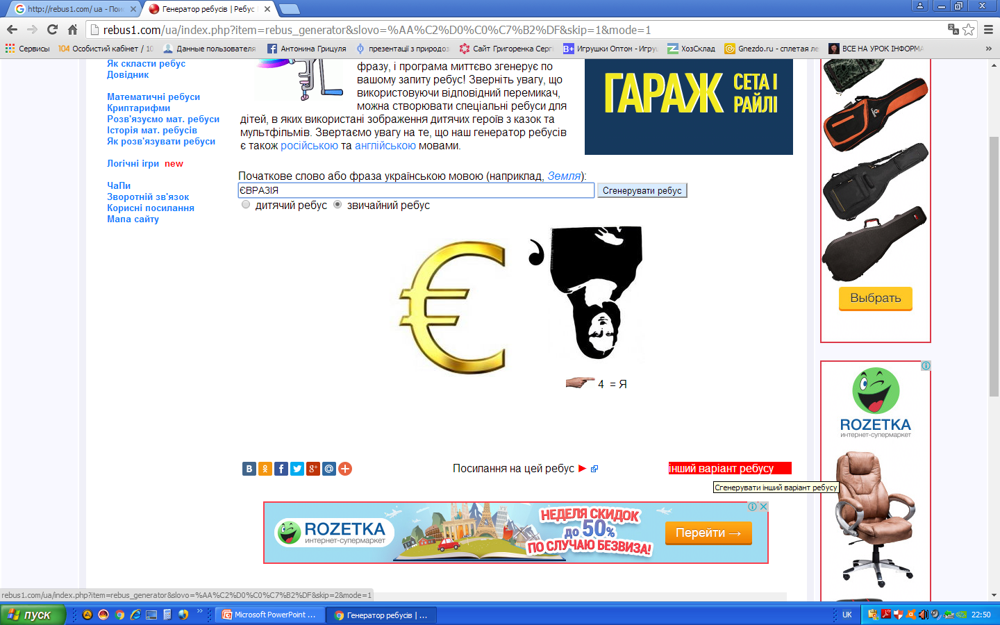 http://rebus1.com/ ua - Пои
Генератор ребусів | Ребус
rebus1.com/ua/index.php?item=rebus_generator&slovo=%AA%C2%D0%C0%C7%B2%DF&skip=1&mode=1
Сервисы
104 Особистий кабінет / 10
Данные пользователя
Антонина Грицуля
презентації з природоз
Сайт Григоренка Серг
Игрушки Оптом - Игру
ХозСклад
Gnezdo.ru - сплетая ле
ВСЕ НА УРОК ІНФОРМА
Як скласти ребус
Довідник
Математичні ребуси
Криптарифми
Розв'язуємо мат. ребуси
Історія мат. ребусів
Як розв'язувати ребуси
Логічні ігри new
ЧаПи
Зворотній зв'язок
Корисні посилання
Мапа сайту
фразу, і програма миттєво згенерує по
вашому запиту ребус! Зверніть увагу, що
використовуючи відповідний перемикач,
можна створювати спеціальні ребуси для
дітей, в яких використані зображення дитячих героїв з казок та
мультфільмів. Звертаємо увагу на те, що наш генератор ребусів
є також російською та англійською мовами.
ГАРАЖ СЕТА І РАЙЛІ
Початкове слово або фраза українською мовою (наприклад, Земля):
ЄВРАЗІЯ
Сгенерувати ребус
дитячий ребус звичайний ребус
€ ,
4 = Я
Посилання на цей ребус
інший варіант ребусу
Сгенерувати інший варіант ребусу
ROZETKA
интернет-супермаркет
НЕДЕЛЯ СКИДОК
до 50%
ПО СЛУЧАЮ БЕЗВИЗА!
Перейти →
Выбрать
ROZETKA
интернет-супермаркет
rebus1.com/ua/index.php?item=rebus_generator&slovo=%AA%C2%D0%C0%C7%B2%DF&skip=2&mode=1
пуск
Microsoft PowerPoint ...
Генератор ребусів | ...
UK
22:50